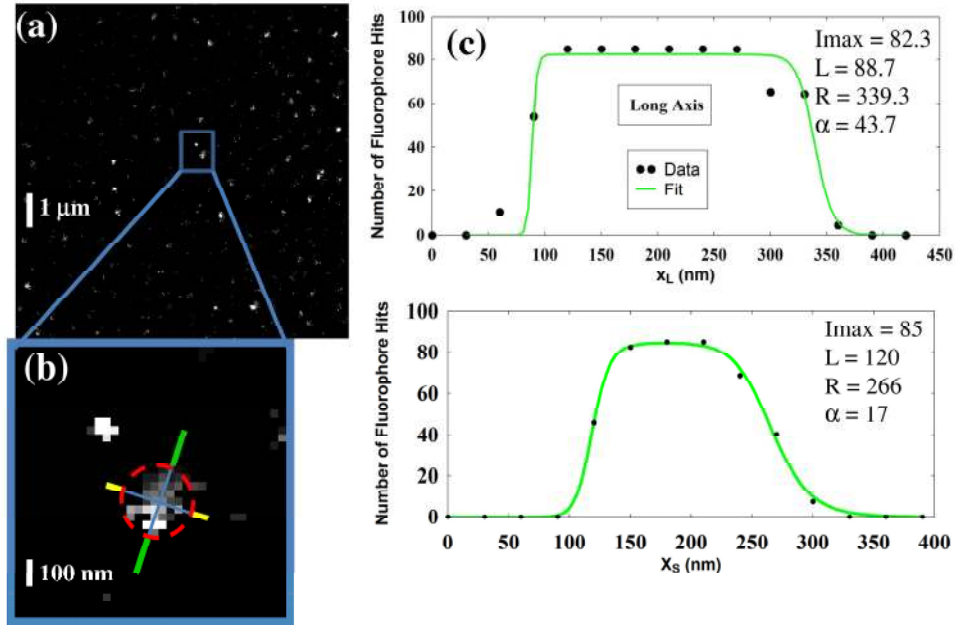 (a)
1 µm
(b)
100 nm
(c)
Number of Fluorophore Hits
100
80
60
40
20
0
Imax = 82.3
L = 88.7
R = 339.3
α = 43.7
Long Axis
Data
Fit
0 50 100 150 200 250 300 350 400 450
xL (nm)
Number of Fluorophore Hits
100
80
60
40
20
0
Imax = 85
L = 120
R = 266
α = 17
0 50 100 150 200 250 300 350 400
XS (nm)